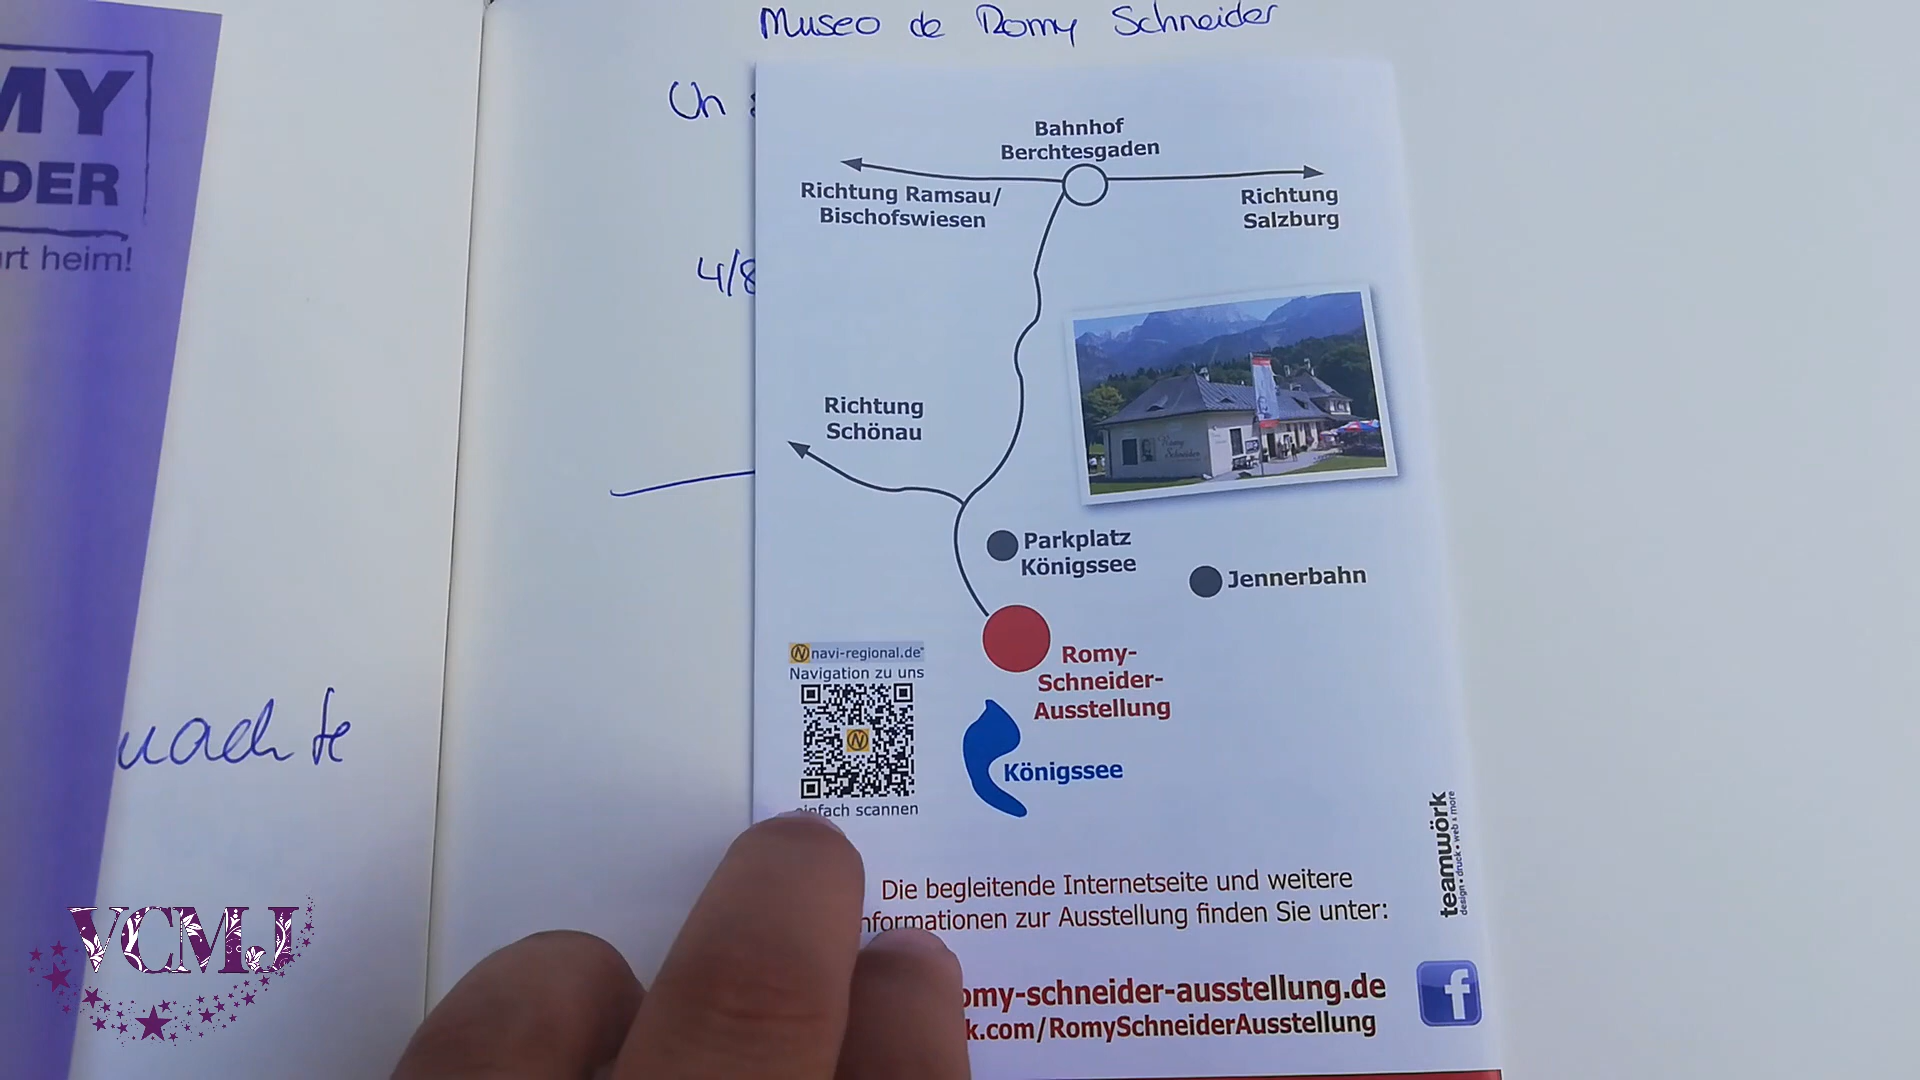 Museo de Romy Schneider
Un
4/8
MY
DER
rt heim!
Bahnhof
Berchtesgaden
Richtung Ramsau/
Bischofswiesen
Richtung
Salzburg
Richtung
Schönau
Romy
Schneider
Parkplatz
Königssee
Jennerbahn
Romy-
Schneider-
Ausstellung
Königssee
navi-regional.de
Navigation zu uns
N
einfach scannen
teamwörk
design • druck • web & more
Die begleitende Internetseite und weitere
nformationen zur Ausstellung finden Sie unter:
omy-schneider-ausstellung.de
k.com/RomySchneiderAusstellung
f
VCMJ